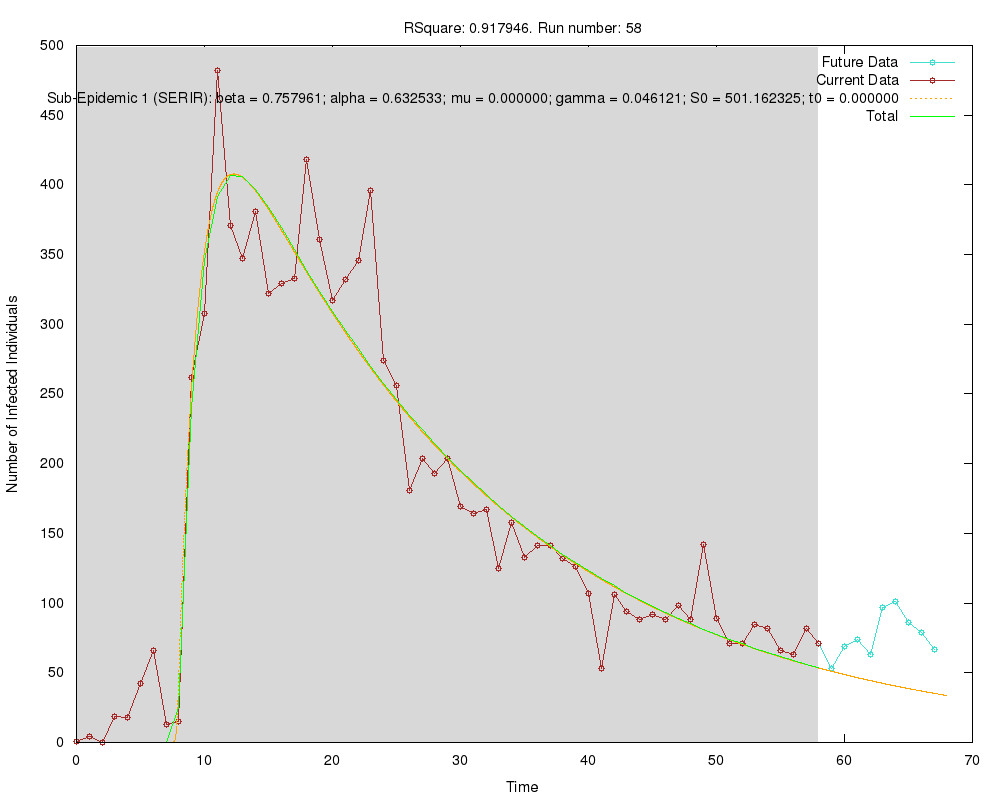 RSquare: 0.917946. Run number: 58
500
Future Data
Current Data
Sub-Epidemic 1 (SERIR): beta = 0.757961; alpha = 0.632533; mu = 0.000000; gamma = 0.046121; S0 = 501.162325; t0 = 0.000000
450
Total
400
350
300
250
200
150
100
50
0
Number of Infected Individuals
0 10 20 30 40 50 60 70
Time